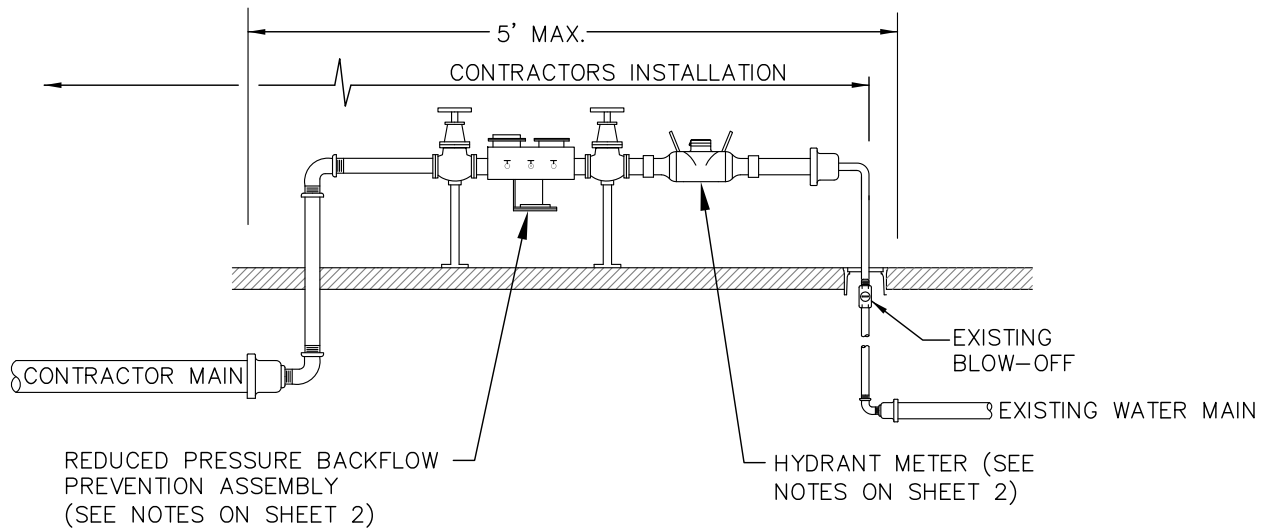 5' MAX.
CONTRACTORS INSTALLATION
EXISTING
BLOW-OFF
CONTRACTOR MAIN
EXISTING WATER MAIN
REDUCED PRESSURE BACKFLOW
PREVENTION ASSEMBLY
(SEE NOTES ON SHEET 2)
HYDRANT METER (SEE
NOTES ON SHEET 2)